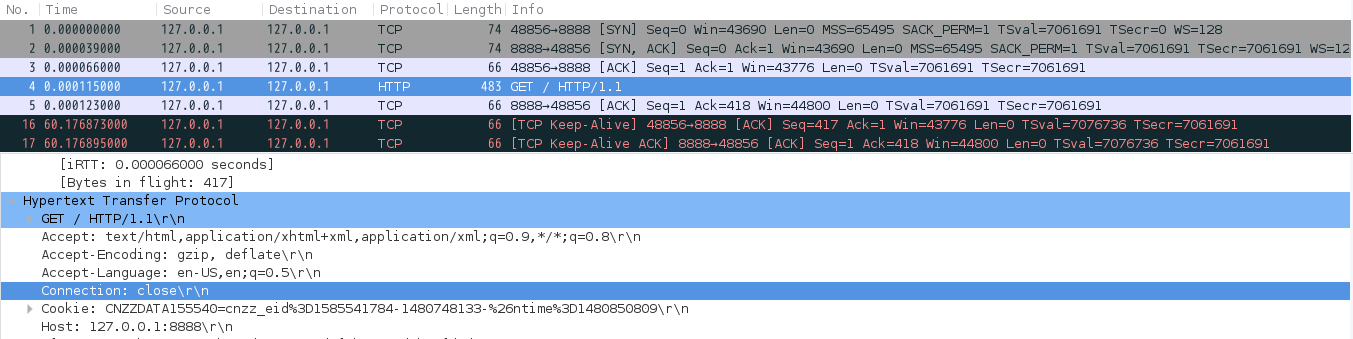 No. Time Source Destination Protocol Length Info
1 0.000000000 127.0.0.1 127.0.0.1 TCP 74 48856→8888 [SYN] Seq=0 Win=43690 Len=0 MSS=65495 SACK_PERM=1 TSval=7061691 TSecr=0 WS=128
2 0.000039000 127.0.0.1 127.0.0.1 TCP 74 8888→48856 [SYN, ACK] Seq=0 Ack=1 Win=43690 Len=0 MSS=65495 SACK_PERM=1 TSval=7061691 TSecr=7061691 WS=12
3 0.000066000 127.0.0.1 127.0.0.1 TCP 66 48856→8888 [ACK] Seq=1 Ack=1 Win=43776 Len=0 TSval=7061691 TSecr=7061691
4 0.000115000 127.0.0.1 127.0.0.1 HTTP 483 GET / HTTP/1.1
5 0.000123000 127.0.0.1 127.0.0.1 TCP 66 8888→48856 [ACK] Seq=1 Ack=418 Win=44800 Len=0 TSval=7061691 TSecr=7061691
16 60.176873000 127.0.0.1 127.0.0.1 TCP 66 [TCP Keep-Alive] 48856→8888 [ACK] Seq=417 Ack=1 Win=43776 Len=0 TSval=7076736 TSecr=7061691
17 60.176895000 127.0.0.1 127.0.0.1 TCP 66 [TCP Keep-Alive ACK] 8888→48856 [ACK] Seq=1 Ack=418 Win=44800 Len=0 TSval=7076736 TSecr=7061691
[iRTT: 0.000066000 seconds]
[Bytes in flight: 417]
Hypertext Transfer Protocol
GET / HTTP/1.1\r\n
Accept: text/html,application/xhtml+xml,application/xml;q=0.9,*/*;q=0.8\r\n
Accept-Encoding: gzip, deflate\r\n
Accept-Language: en-US,en;q=0.5\r\n
Connection: close\r\n
Cookie: CNZZDATA155540=cnzz_eid%3D1585541784-1480748133-%26ntime%3D1480850809\r\n
Host: 127.0.0.1:8888\r\n